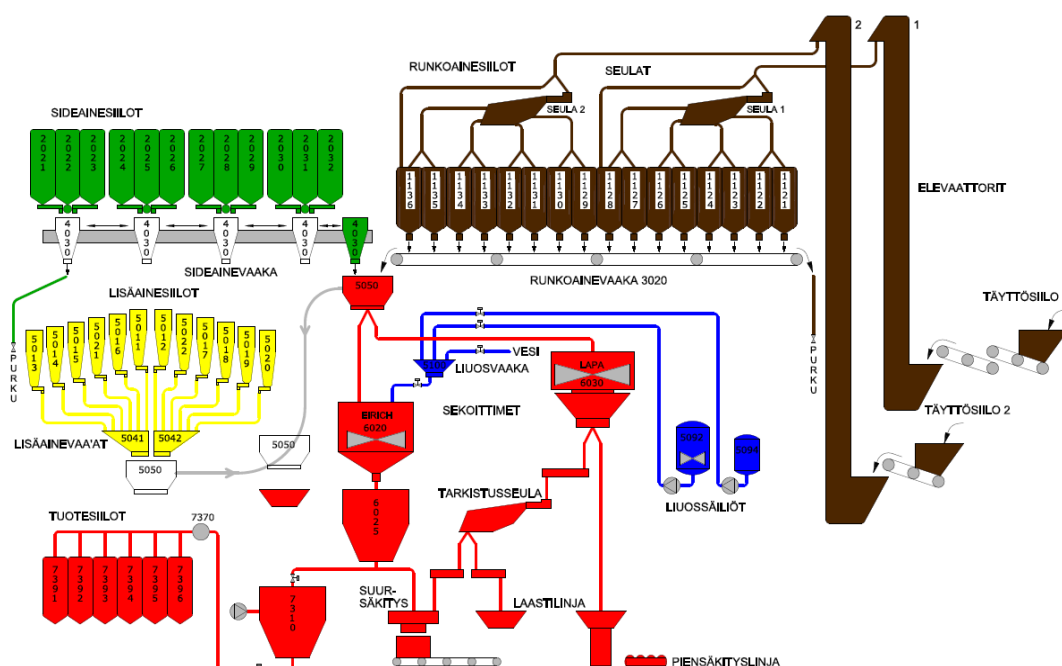 2
1
RUNKOAINESIILOT
SEULAT
SEULA 2
SEULA 1
SIDEAINESIILOT
2021
2022
2023
2024
2025
2026
2027
2028
2029
2030
2031
2032
1136
1135
1134
1133
1132
1131
1130
1129
1128
1127
1126
1125
1124
1123
1122
1121
ELEVAATTORIT
4030
4030
4030
4030
4030
SIDEAINEVAAKA
RUNKOAINEVAAKA 3020
5050
LISÄAINESIILOT
TÄYTTÖSIILO
5013
5014
5015
5021
5016
5011
5012
5022
5017
5018
5019
5020
PURKU
PURKU
VESI
LIUOSVAAKA
LAPA
6030
EIRICH
6020
SEKOITTIMET
TÄYTTÖSIILO 2
LISÄAINEVAA'AT
5041
5042
5050
5050
5092
5094
TARKISTUSSEULA
LIUOSSÄILIÖT
6025
TUOTESIILOT
7370
7391
7392
7393
7394
7395
7396
7310
SUUR-
SÄKITYS
LAASTILINJA
PIENSÄKITYSLINJA